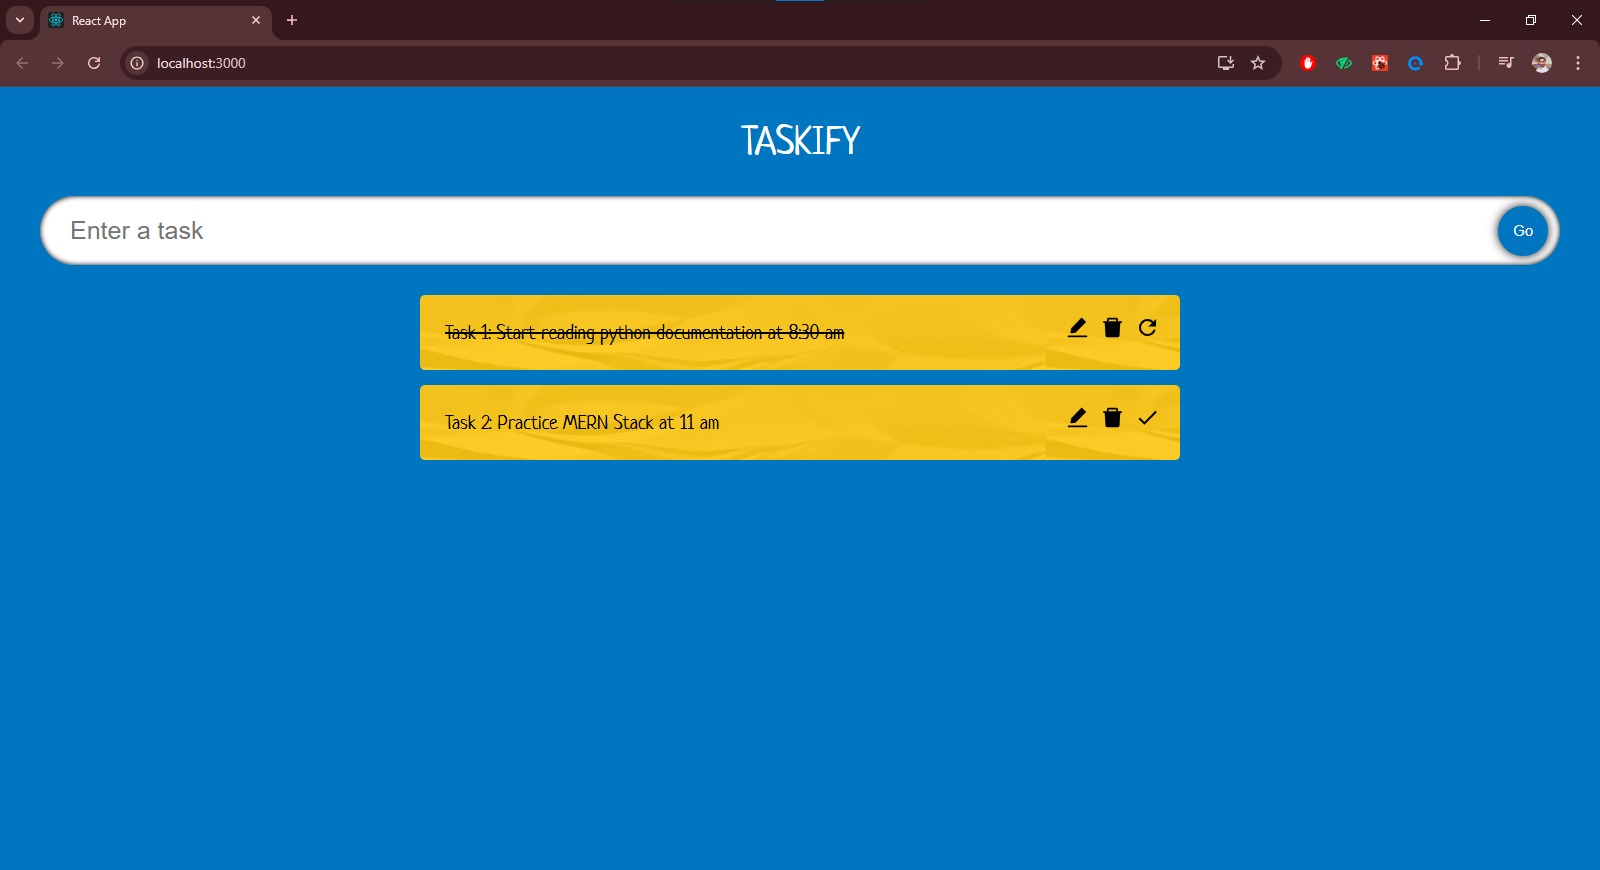 React App
localhost:3000
TASKIFY
Enter a task
Go
Task 1: Start reading python documentation at 8:30 am
Task 2: Practice MERN Stack at 11 am